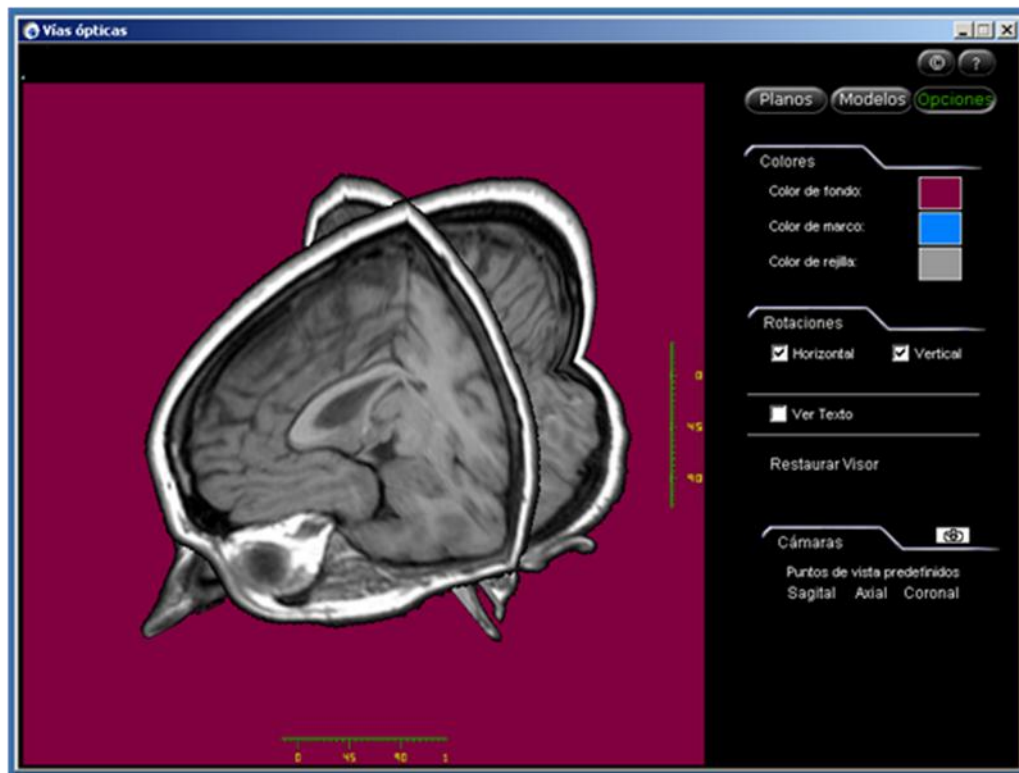 Vías ópticas
© ?
Planos Modelos Opciones
Colores
Color de fondo:
Color de marco:
Color de rejilla:
Rotaciones
Horizontal Vertical
Ver Texto
Restaurar Visor
Cámaras
Puntos de vista predefinidos
Sagital Axial Coronal
0
45
90
0 45 90 1